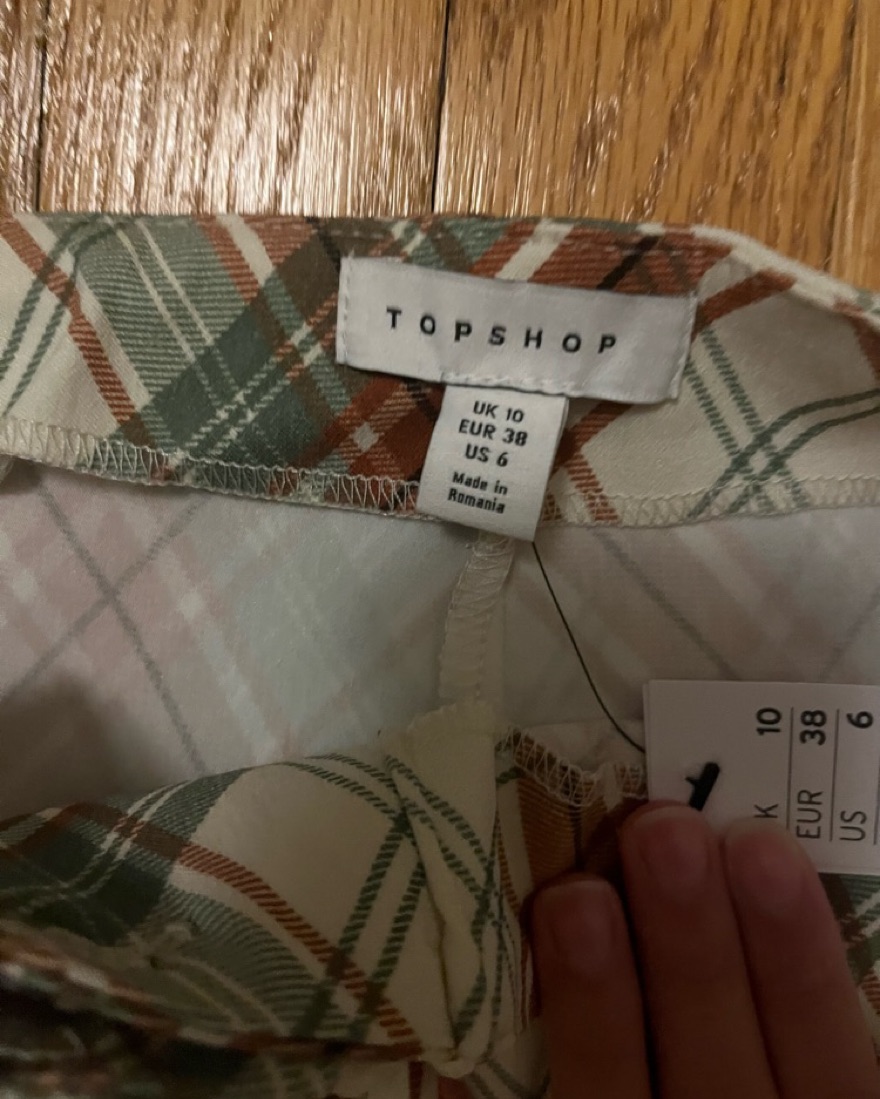 TOPSHOP
UK 10
EUR 38
US 6
Made in
Romania
K 10
EUR 38
US 6